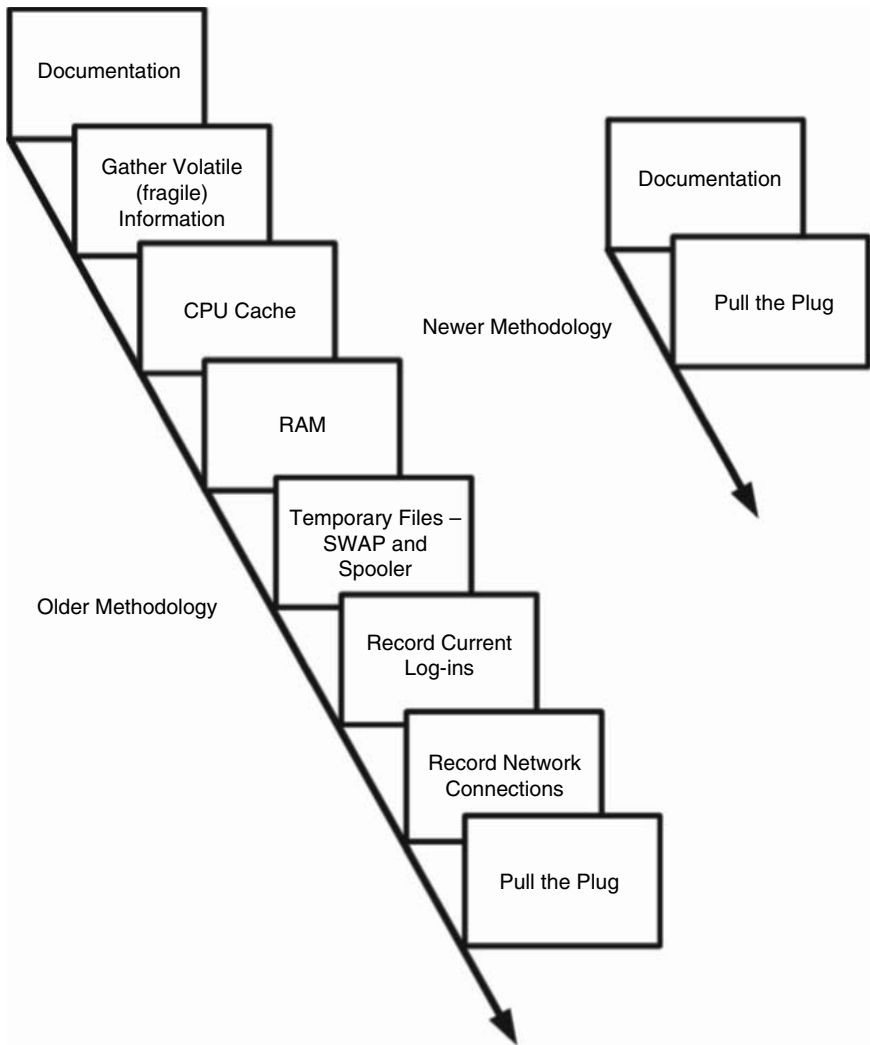 Documentation
Gather Volatile
(fragile)
Information
CPU Cache
RAM
Temporary Files –
SWAP and
Spooler
Record Current
Log-ins
Record Network
Connections
Pull the Plug
Older Methodology
Documentation
Pull the Plug
Newer Methodology